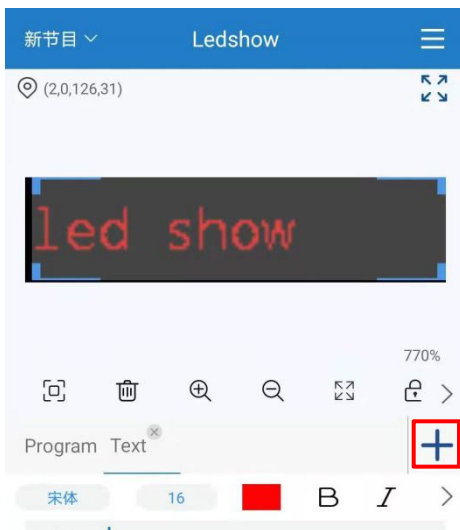 新节目 Ledshow
(2,0,126,31)
led show
770%
Program Text
宋体 16 B I